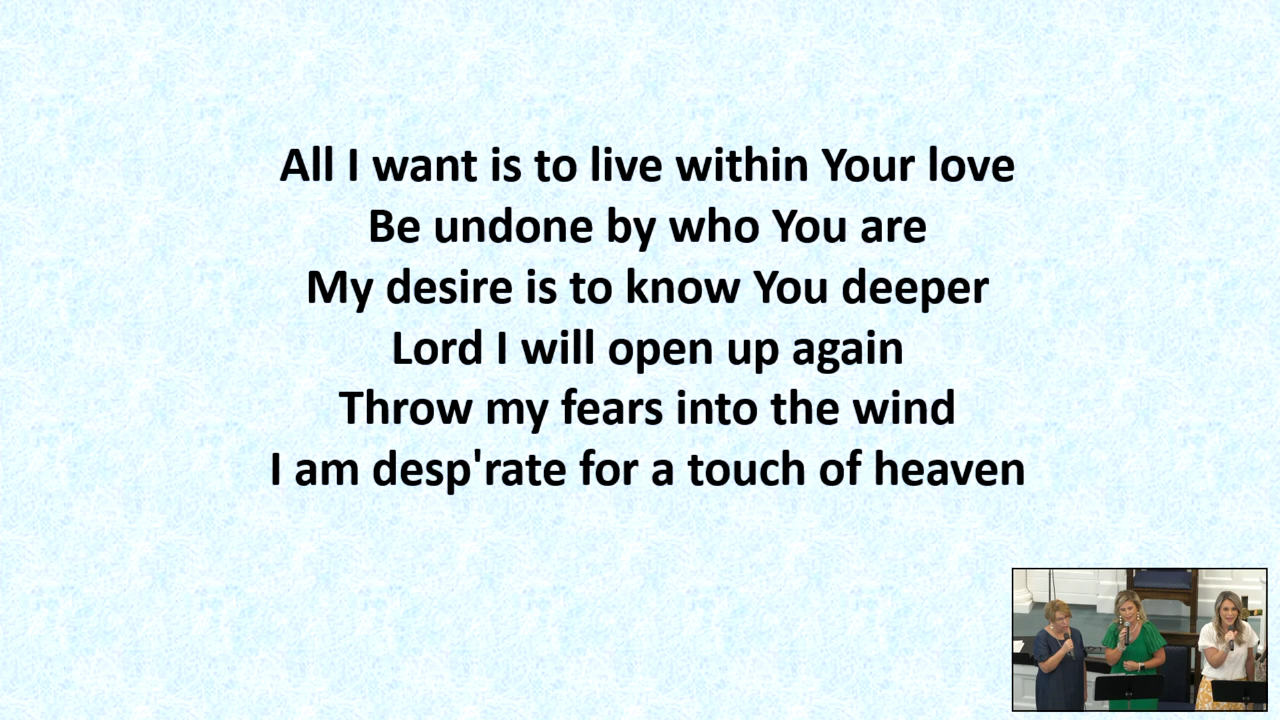 All I want is to live within Your love
Be undone by who You are
My desire is to know You deeper
Lord I will open up again
Throw my fears into the wind
I am desp'rate for a touch of heaven